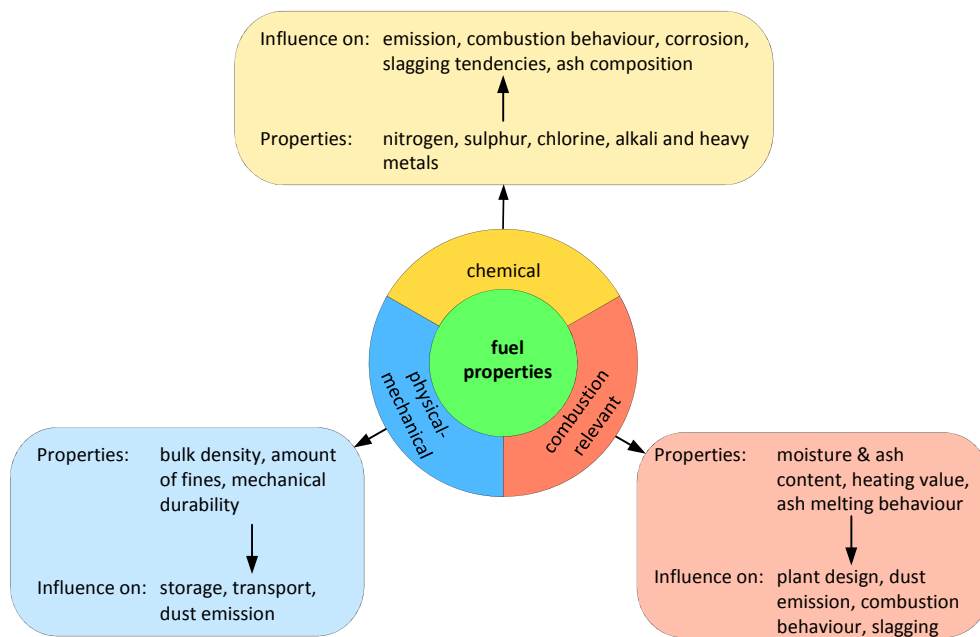 Influence on: emission, combustion behaviour, corrosion,
slagging tendencies, ash composition
Properties: nitrogen, sulphur, chlorine, alkali and heavy
metals
chemical
fuel
properties
physical-
mechanical
combustion
relevant
Properties: bulk density, amount
of fines, mechanical
durability
Influence on: storage, transport,
dust emission
Properties: moisture & ash
content, heating value,
ash melting behaviour
Influence on: plant design, dust
emission, combustion
behaviour, slagging